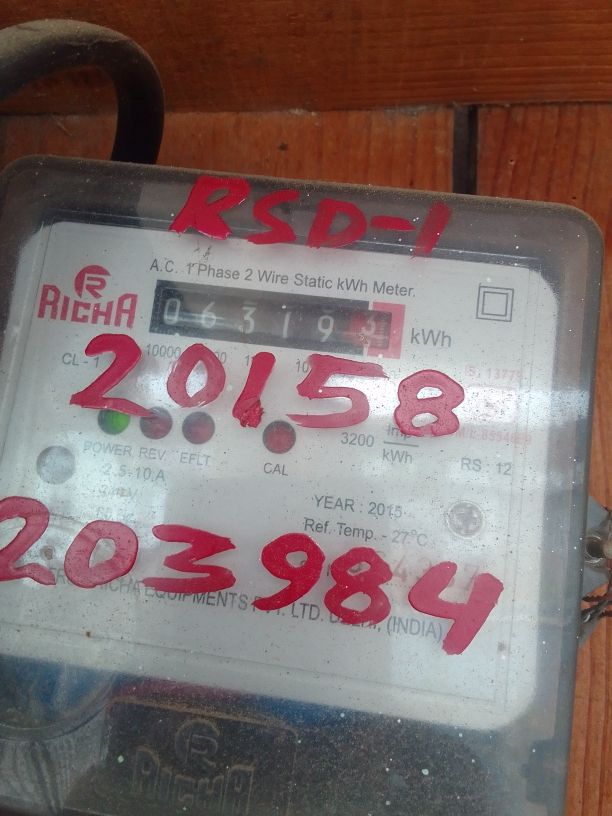 RSD-1
A.C. 1 Phase 2 Wire Static kWh Meter.
R
RICHA
063193 kWh
CL - 1
20158
3200 Imp/kWh
POWER REV. EFLT
CAL
RS 12
2.5-10 A
YEAR : 2015
Ref. Temp. - 27°C
203984
RICHA EQUIPMENTS PVT. LTD. DELHI. (INDIA)
R
RICHA